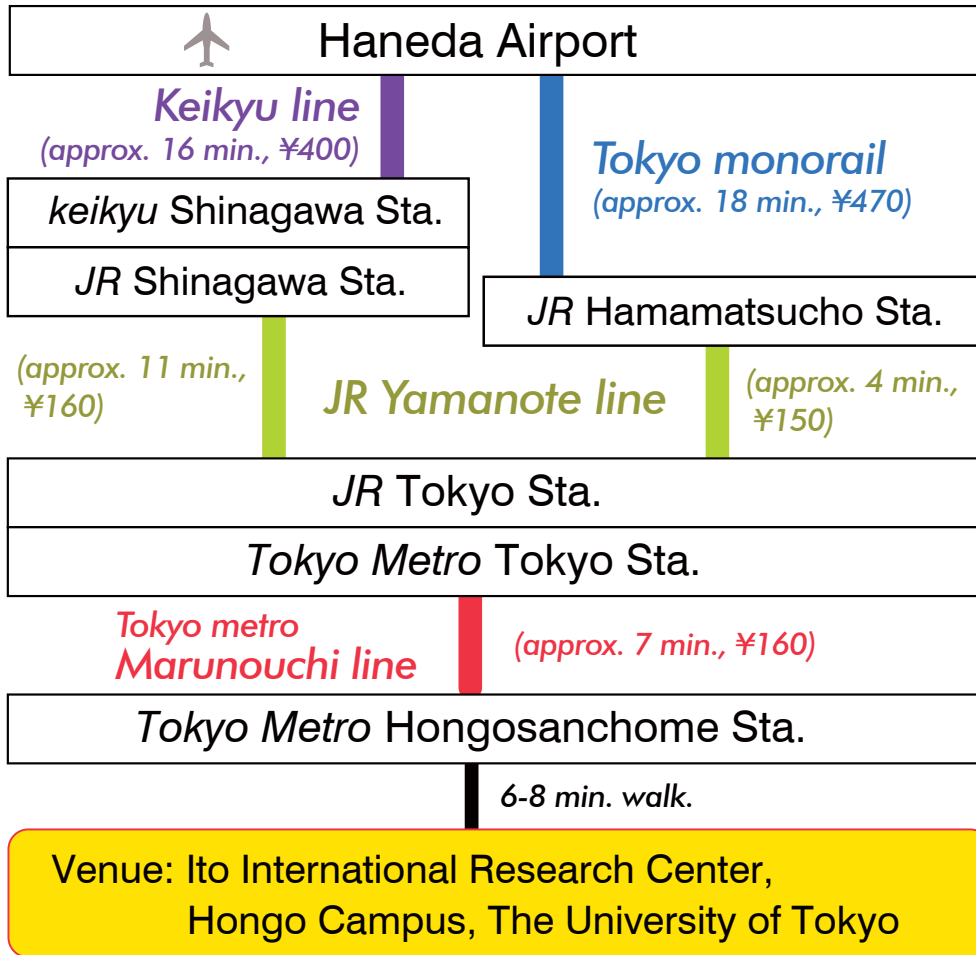 Haneda Airport
Keikyu line
(approx. 16 min., ¥400)
Tokyo monorail
(approx. 18 min., ¥470)
keikyu Shinagawa Sta.
JR Shinagawa Sta.
JR Hamamatsucho Sta.
(approx. 11 min.,
¥160)
JR Yamanote line
(approx. 4 min.,
¥150)
JR Tokyo Sta.
Tokyo Metro Tokyo Sta.
Tokyo metro
Marunouchi line
(approx. 7 min., ¥160)
Tokyo Metro Hongosanchome Sta.
6-8 min. walk.
Venue: Ito International Research Center,
Hongo Campus, The University of Tokyo